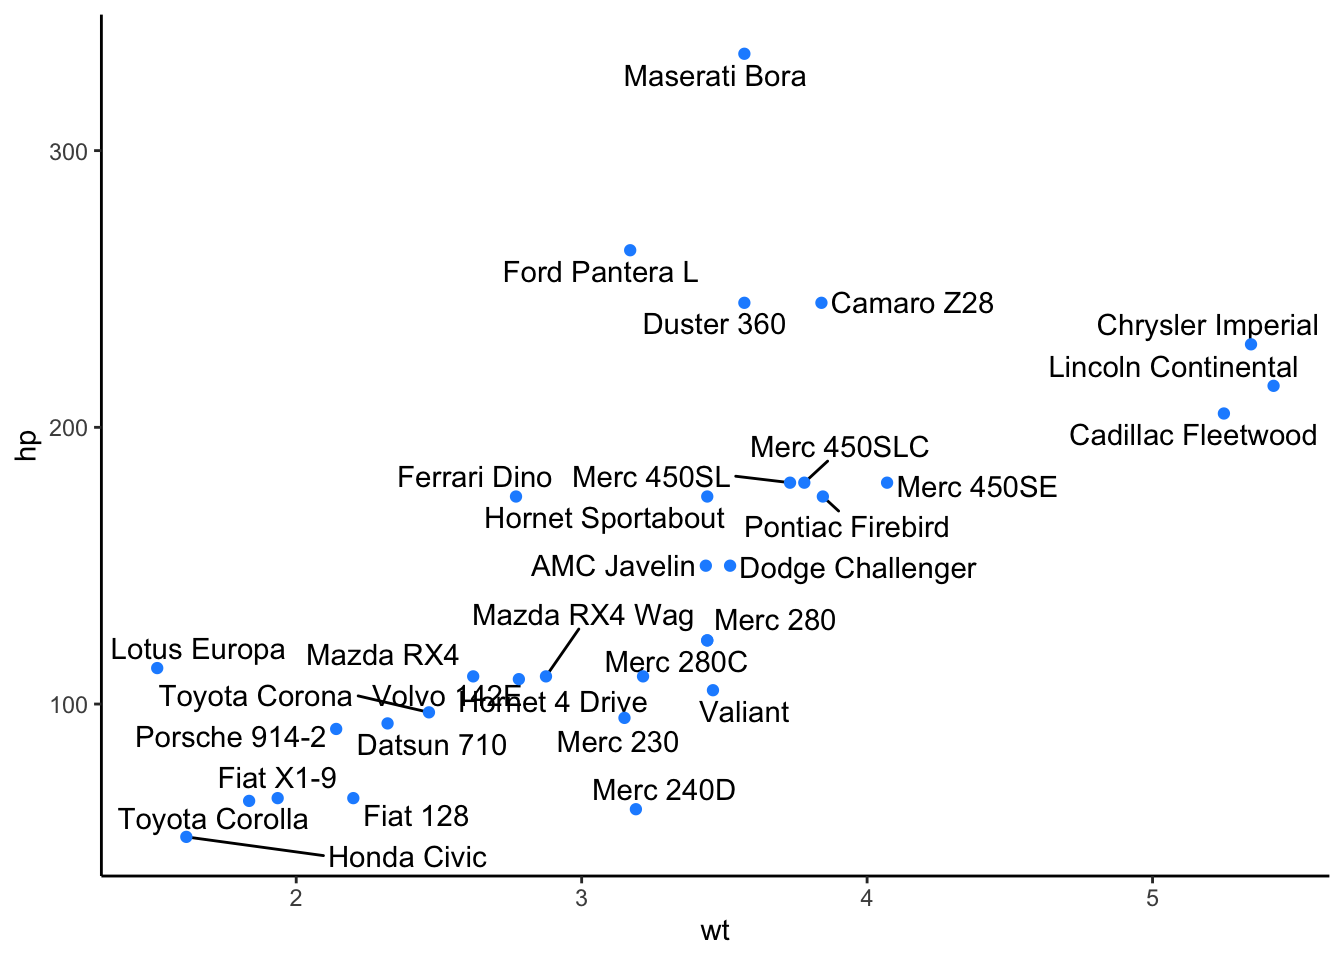 Maserati Bora
300
Ford Pantera L
Camaro Z28
Duster 360
Chrysler Imperial
Lincoln Continental
200
hp
Cadillac Fleetwood
Merc 450SLC
Ferrari Dino
Merc 450SL
Merc 450SE
Hornet Sportabout
Pontiac Firebird
AMC Javelin
Dodge Challenger
Mazda RX4 Wag
Merc 280
Lotus Europa
Mazda RX4
Merc 280C
Toyota Corona
Volvo 142E
Hornet 4 Drive
100
Valiant
Porsche 914-2
Datsun 710
Merc 230
Fiat X1-9
Merc 240D
Toyota Corolla
Fiat 128
Honda Civic
2
3
4
5
wt